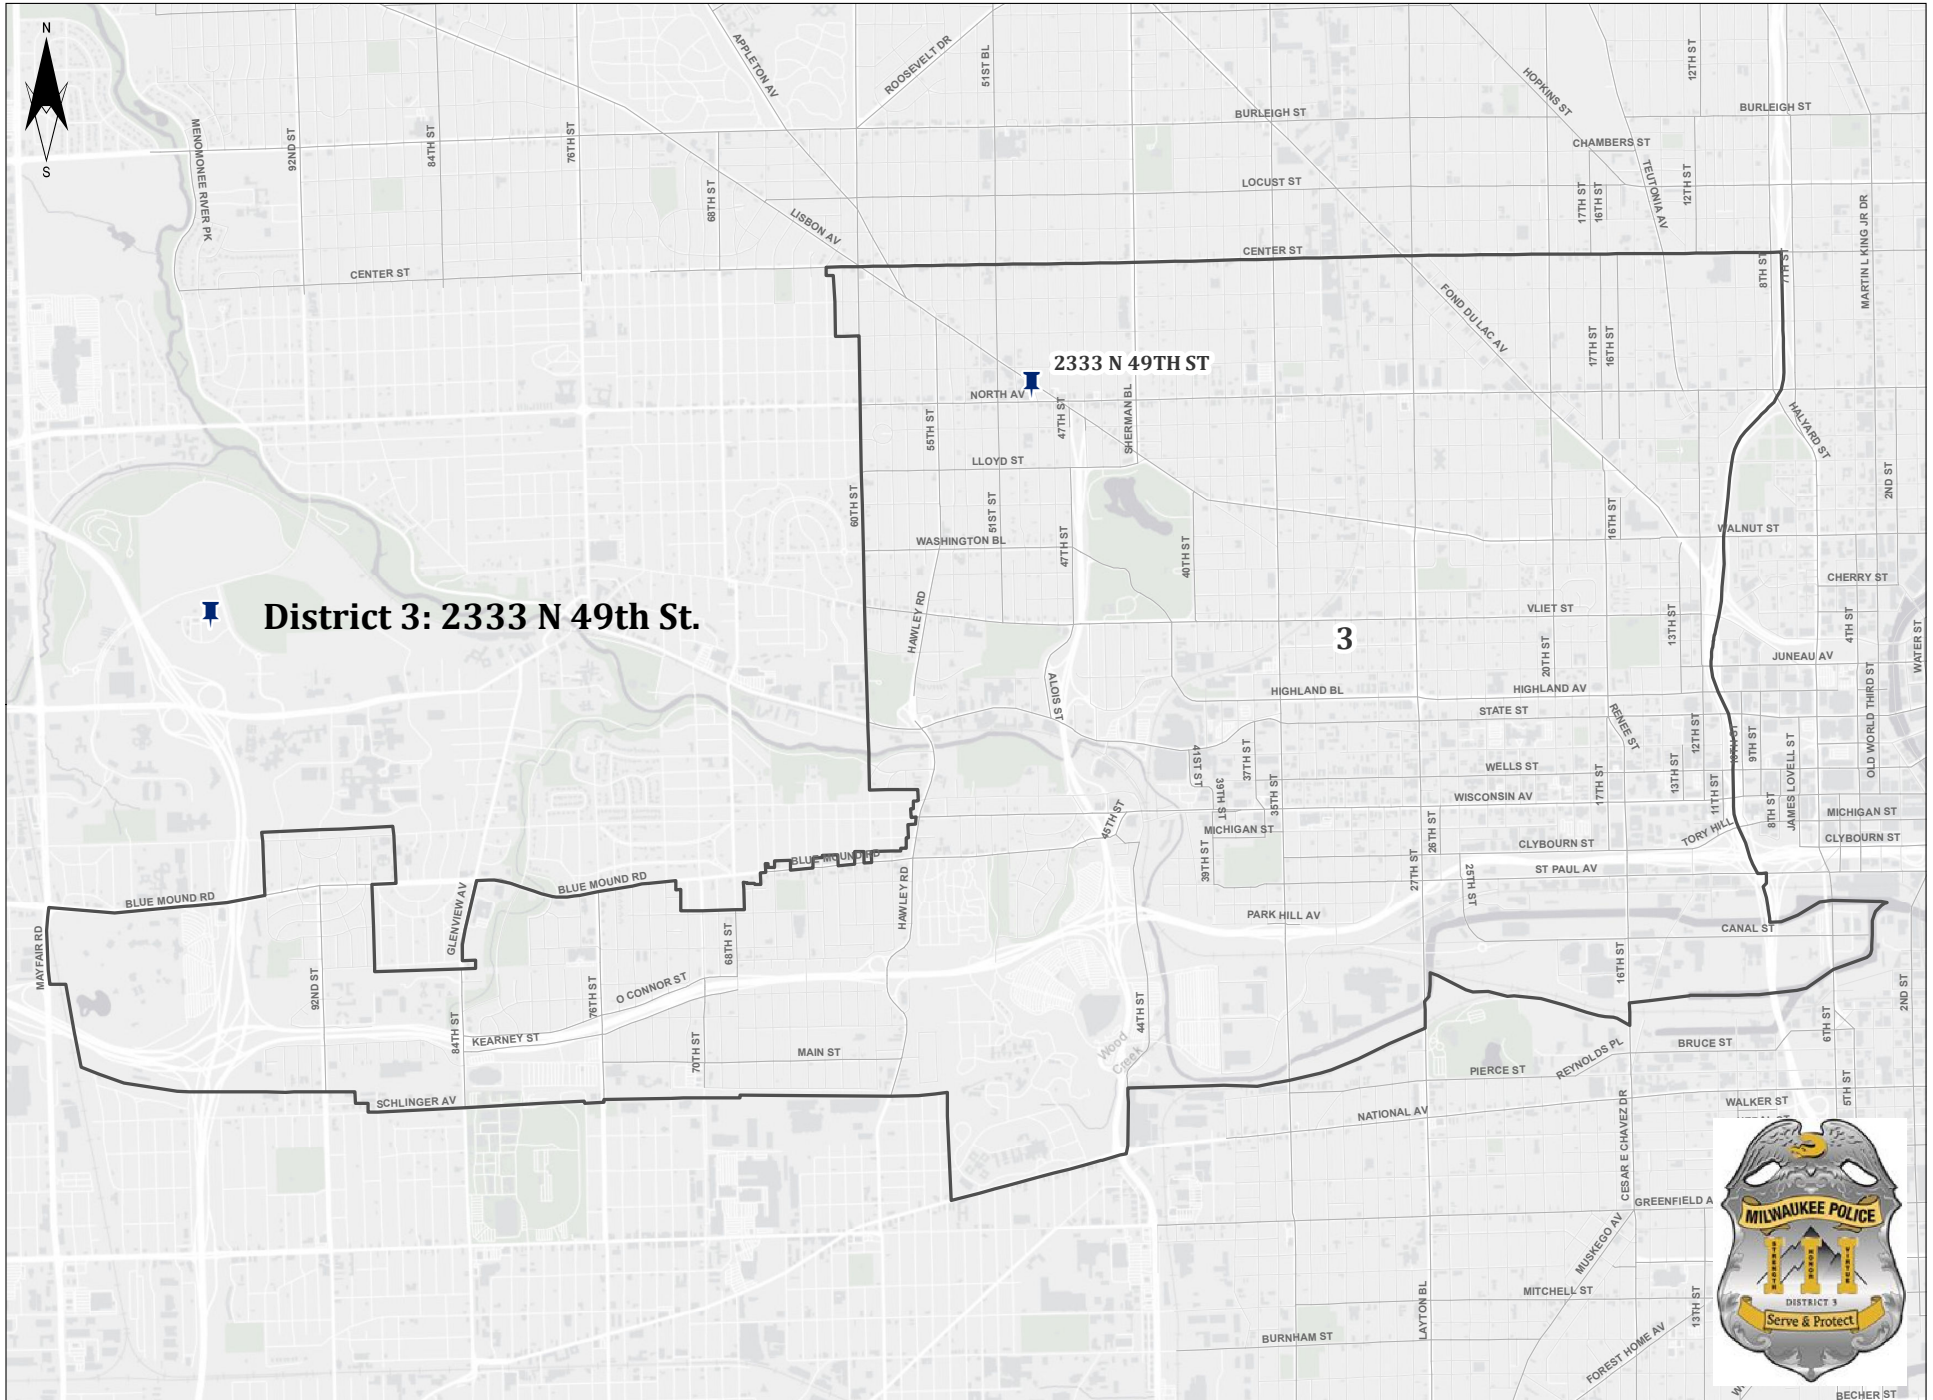 N
S
APPLETON AV
ROOSEVELT DR
51ST BL
HOPKINS ST
12TH ST
BURLEIGH ST
BURLEIGH ST
MENOMONEE RIVER PK
92ND ST
84TH ST
76TH ST
CHAMBERS ST
TEUTONIA AV
12TH ST
68TH ST
LOCUST ST
17TH ST
16TH ST
MARTIN L KING JR DR
LISBON AV
CENTER ST
CENTER ST
8TH ST
7TH ST
FOND DU LAC AV
17TH ST
16TH ST
2333 N 49TH ST
NORTH AV
55TH ST
47TH ST
SHERMAN BL
HALYARD ST
LLOYD ST
2ND ST
60TH ST
51ST ST
16TH ST
WALNUT ST
WASHINGTON BL
47TH ST
40TH ST
CHERRY ST
District 3: 2333 N 49th St.
HAWLEY RD
VLIET ST
13TH ST
4TH ST
3
WATER ST
20TH ST
JUNEAU AV
ALOIS ST
HIGHLAND BL
HIGHLAND AV
OLD WORLD THIRD ST
STATE ST
RENEE ST
12TH ST
10TH ST
9TH ST
JAMES LOVELL ST
41ST ST
37TH ST
WELLS ST
13TH ST
39TH ST
35TH ST
WISCONSIN AV
17TH ST
11TH ST
8TH ST
MICHIGAN ST
45TH ST
MICHIGAN ST
26TH ST
CLYBOURN ST
TORY HILL
CLYBOURN ST
BLUE MOUND RD
39TH ST
27TH ST
25TH ST
ST PAUL AV
BLUE MOUND RD
BLUE MOUND RD
HAWLEY RD
GLENVIEW AV
PARK HILL AV
CANAL ST
MAYFAIR RD
68TH ST
16TH ST
92ND ST
76TH ST
O CONNOR ST
44TH ST
2ND ST
84TH ST
KEARNEY ST
6TH ST
70TH ST
MAIN ST
Wood
Creek
BRUCE ST
REYNOLDS PL
PIERCE ST
5TH ST
SCHLINGER AV
NATIONAL AV
WALKER ST
CESAR E CHAVEZ DR
GREENFIELD A
MUSKEGO AV
MITCHELL ST
LAYTON BL
13TH ST
BURNHAM ST
FOREST HOME AV
BECHER ST
MILWAUKEE POLICE
STRENGTH
HONOR
VIRTUE
DISTRICT 3
Serve & Protect